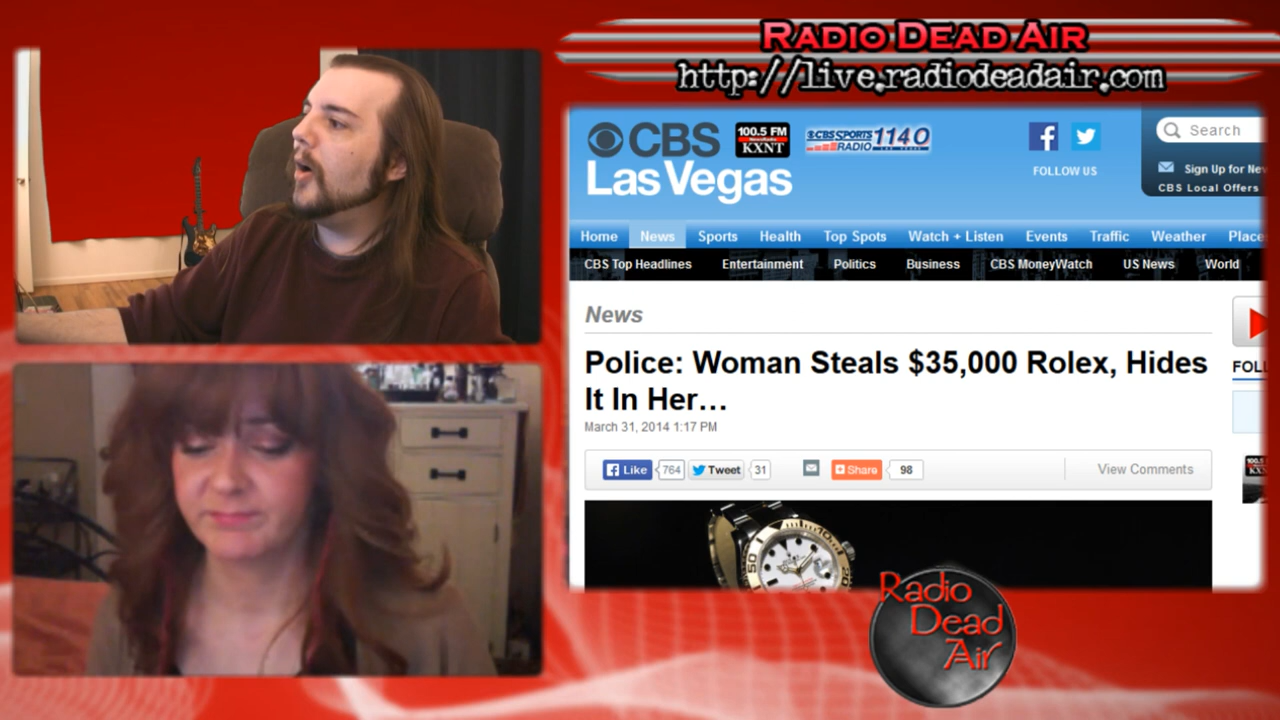 Radio Dead Air
http://live.radiodeadair.com
CBS
Las Vegas
100.5 FM
KXNT
CBS SPORTS
RADIO
1140
FOLLOW US
Search
Sign Up for Nev
CBS Local Offers
Home News Sports Health Top Spots Watch + Listen Events Traffic Weather Place
CBS Top Headlines Entertainment Politics Business CBS MoneyWatch US News World
News
Police: Woman Steals $35,000 Rolex, Hides
It In Her…
March 31, 2014 1:17 PM
FOLL
Like 764 Tweet 31 Share 98 View Comments
Radio
Dead
Air